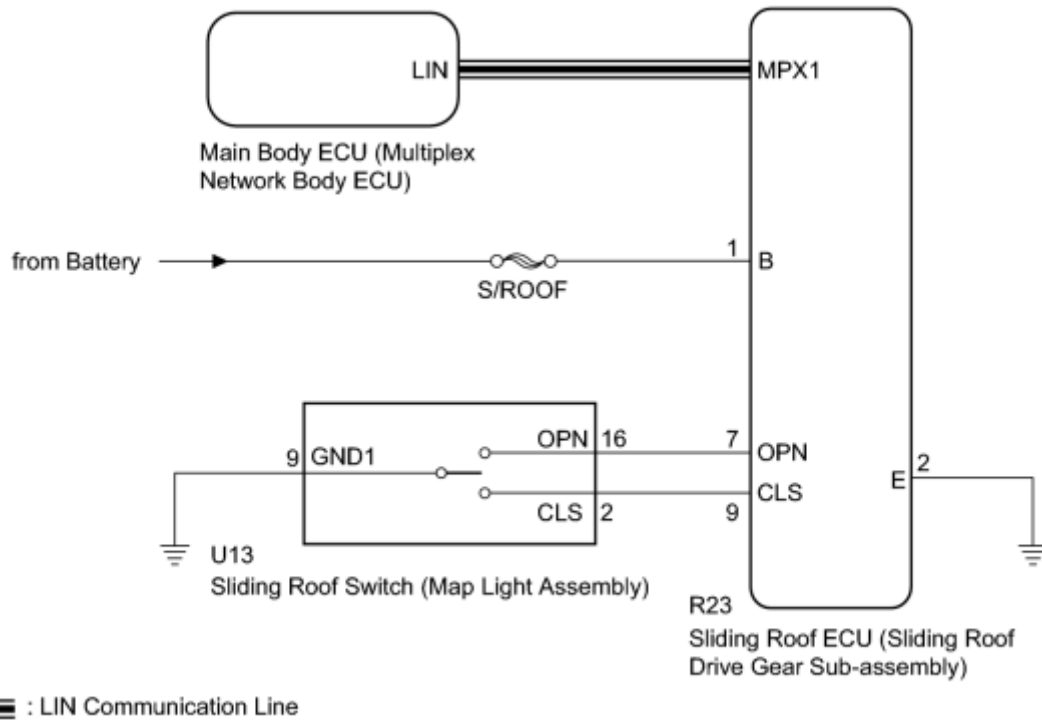 LIN
MPX1
Main Body ECU (Multiplex
Network Body ECU)
from Battery
S/ROOF
1
B
OPN
16
7
OPN
9
GND1
CLS
2
9
CLS
E
2
U13
Sliding Roof Switch (Map Light Assembly)
R23
Sliding Roof ECU (Sliding Roof
Drive Gear Sub-assembly)
: LIN Communication Line